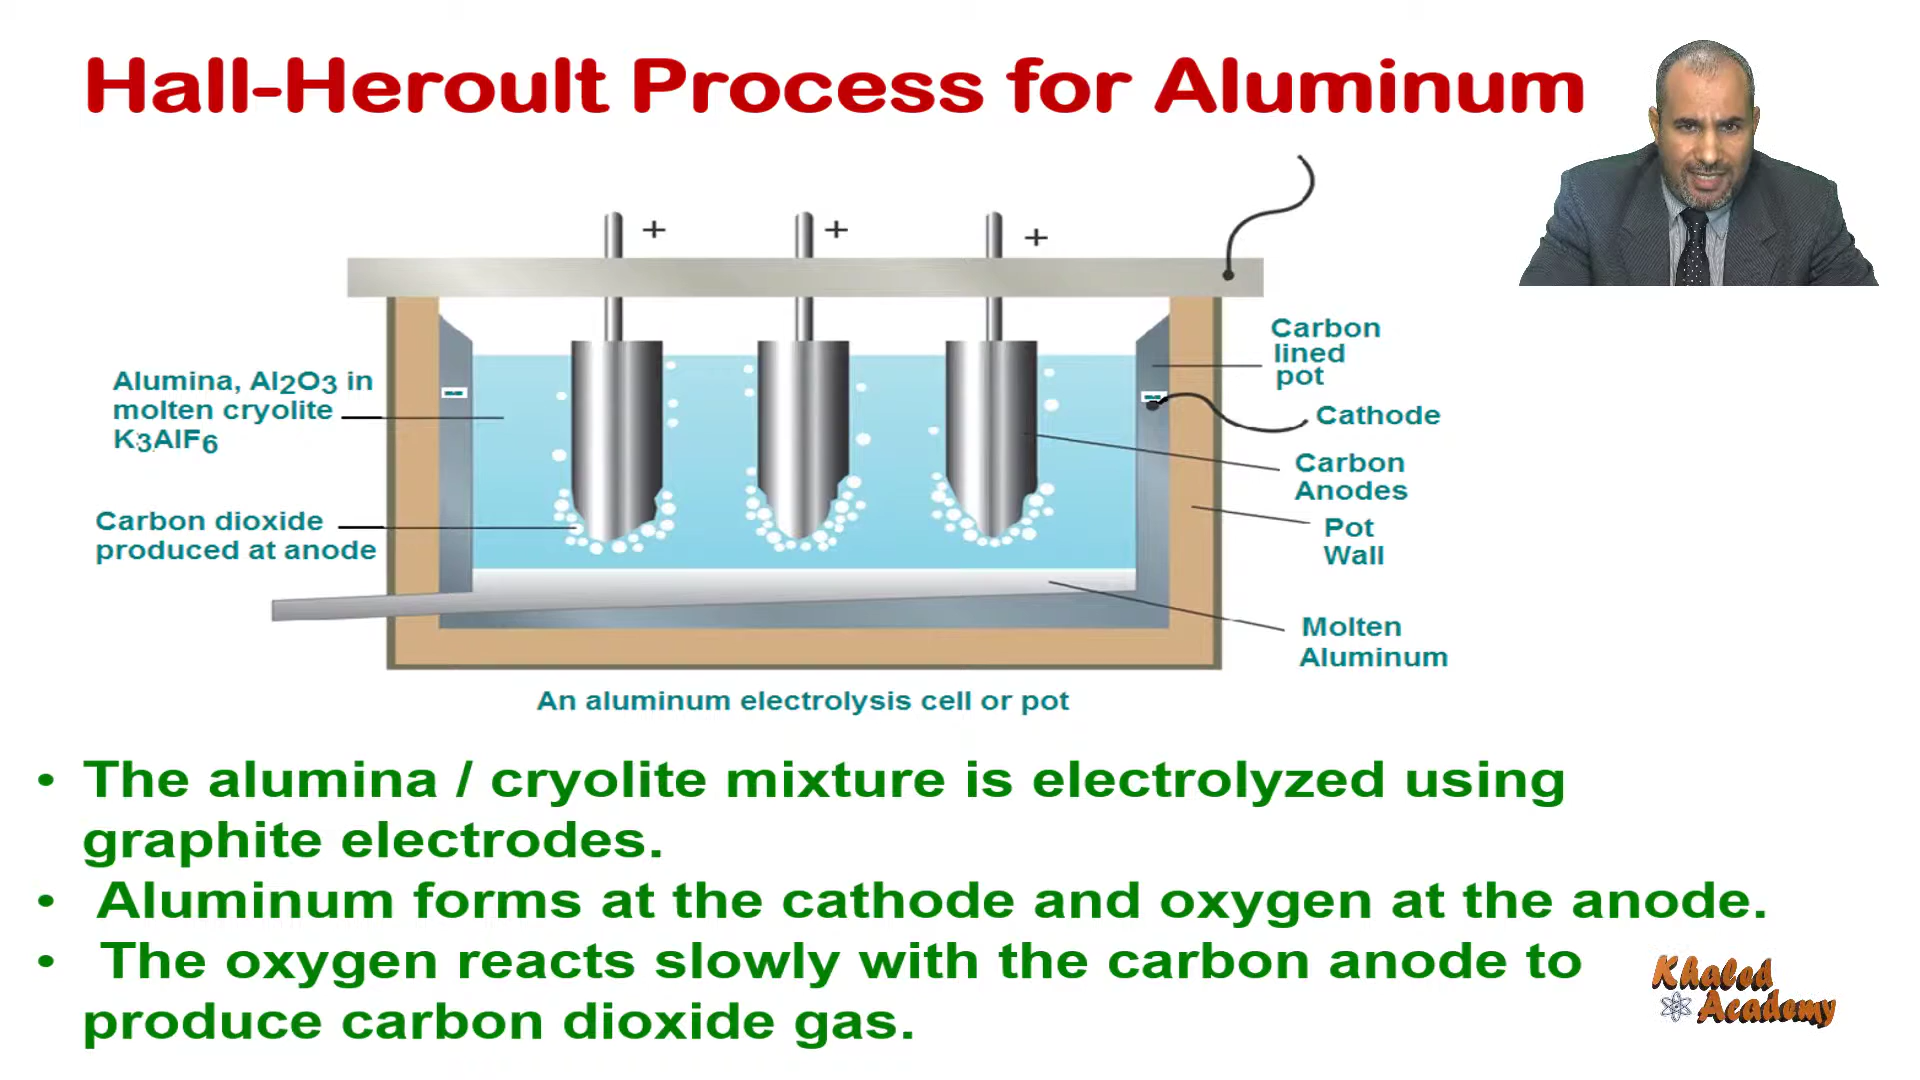 Hall-Heroult Process for Aluminum
+ + +
Alumina, Al2O3 in
molten cryolite
K3AlF6
Carbon dioxide
produced at anode
Carbon
lined
pot
Cathode
Carbon
Anodes
Pot
Wall
Molten
Aluminum
An aluminum electrolysis cell or pot
• The alumina / cryolite mixture is electrolyzed using
graphite electrodes.
• Aluminum forms at the cathode and oxygen at the anode.
• The oxygen reacts slowly with the carbon anode to
produce carbon dioxide gas.
Khaled
Academy